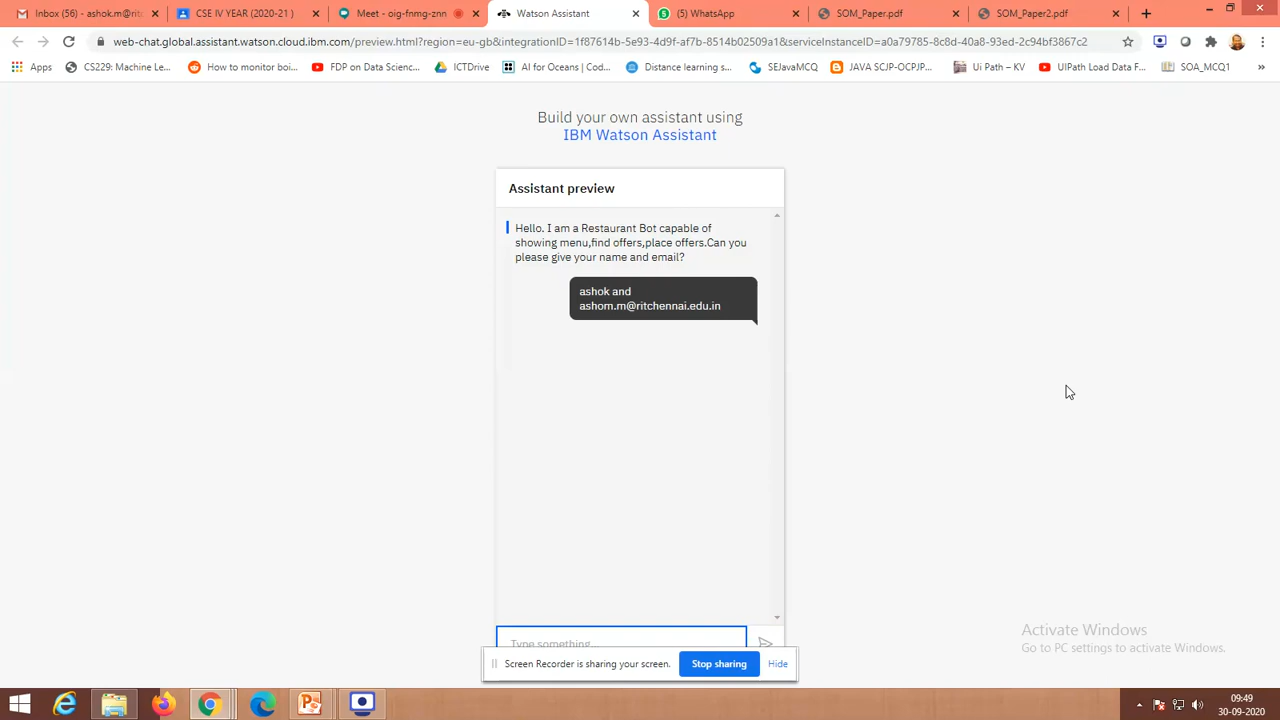 Inbox (56) - ashok.m@rit
CSE IV YEAR (2020-21 )
Meet - oig-fnmg-znn
Watson Assistant
(5) WhatsApp
SOM_Paper.pdf
SOM_Paper2.pdf
web-chat.global.assistant.watson.cloud.ibm.com/preview.html?region=eu-gb&integrationID=1f87614b-5e93-4d9f-af7b-8514b02509a1&serviceInstanceID=a0a79785-8c8d-40a8-93ed-2c94bf3867c2
Apps
CS229: Machine Le...
How to monitor boi...
FDP on Data Scienc...
ICTDrive
AI for Oceans | Cod...
Distance learning s...
SEJavaMCQ
JAVA SCJP-OCPJP...
Ui Path – KV
UIPath Load Data F...
SOA_MCQ1
»
Build your own assistant using
IBM Watson Assistant
Assistant preview
Hello. I am a Restaurant Bot capable of
showing menu,find offers,place offers.Can you
please give your name and email?
ashok and
ashom.m@ritchennai.edu.in
Type something...
Screen Recorder is sharing your screen.
Stop sharing
Hide
Activate Windows
Go to PC settings to activate Windows.
09:49
30-09-2020